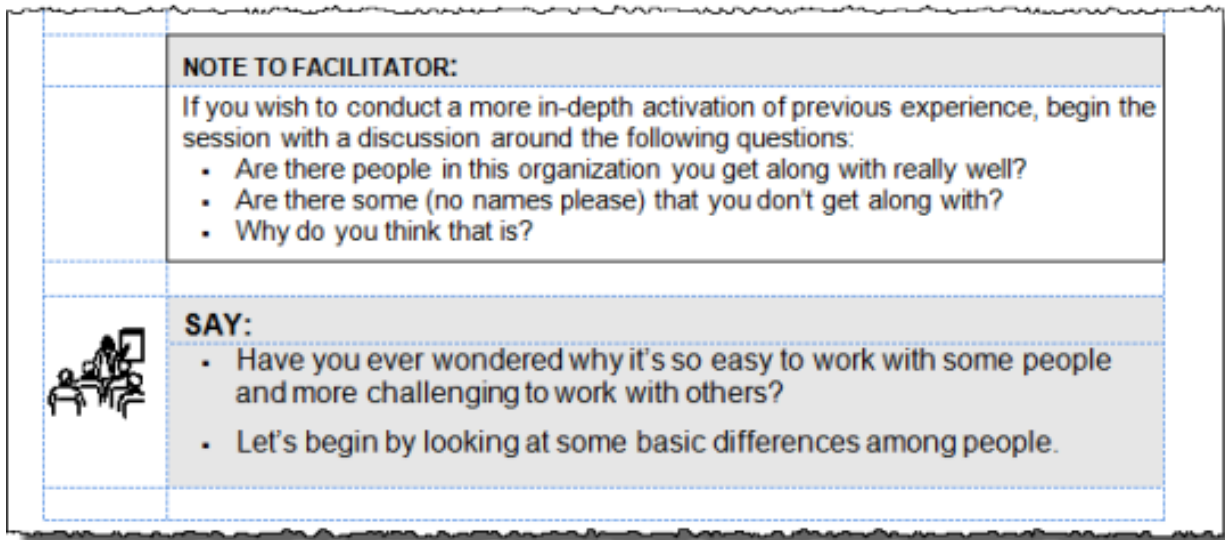 NOTE TO FACILITATOR:
If you wish to conduct a more in-depth activation of previous experience, begin the
session with a discussion around the following questions:
▪ Are there people in this organization you get along with really well?
▪ Are there some (no names please) that you don't get along with?
▪ Why do you think that is?
SAY:
▪ Have you ever wondered why it's so easy to work with some people
and more challenging to work with others?
▪ Let's begin by looking at some basic differences among people.